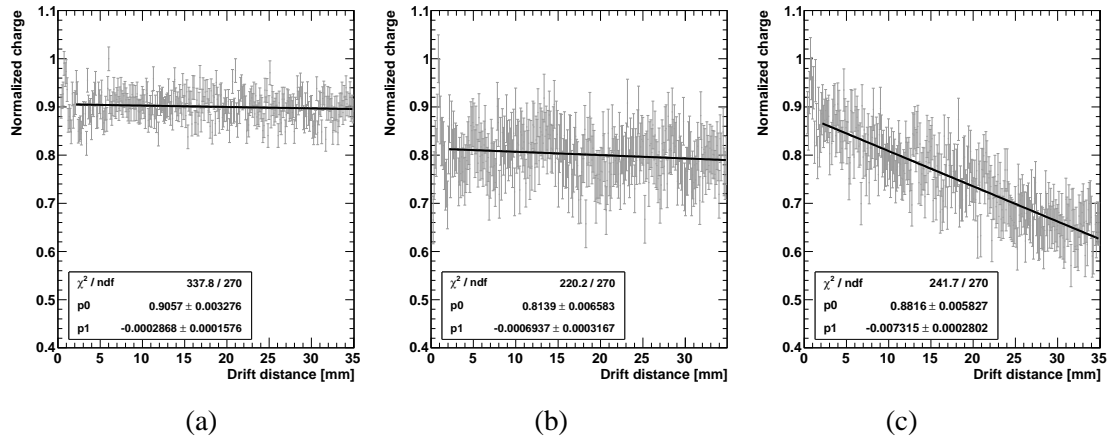 Normalized charge
1.1
1
0.9
0.8
0.7
0.6
0.5
0.4
χ² / ndf 337.8 / 270
p0 0.9057 ± 0.003276
p1 -0.0002868 ± 0.0001576
0 5 10 15 20 25 30 35
Drift distance [mm]
(a)
Normalized charge
1.1
1
0.9
0.8
0.7
0.6
0.5
0.4
χ² / ndf 220.2 / 270
p0 0.8139 ± 0.006583
p1 -0.0006937 ± 0.0003167
0 5 10 15 20 25 30
Drift distance [mm]
(b)
Normalized charge
1.1
1
0.9
0.8
0.7
0.6
0.5
0.4
χ² / ndf 241.7 / 270
p0 0.8816 ± 0.005827
p1 -0.007315 ± 0.0002802
0 5 10 15 20 25 30 35
Drift distance [mm]
(c)